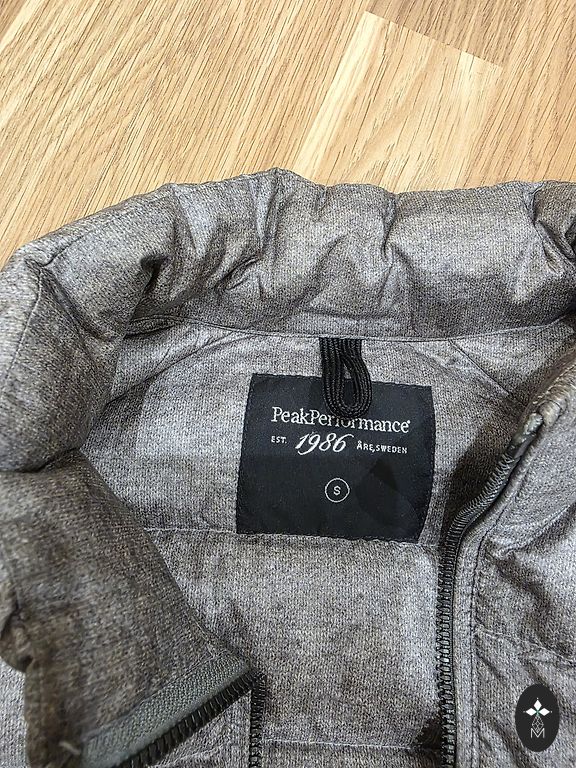 PeakPerformance®
EST. 1986 ÅRE, SWEDEN
S
M